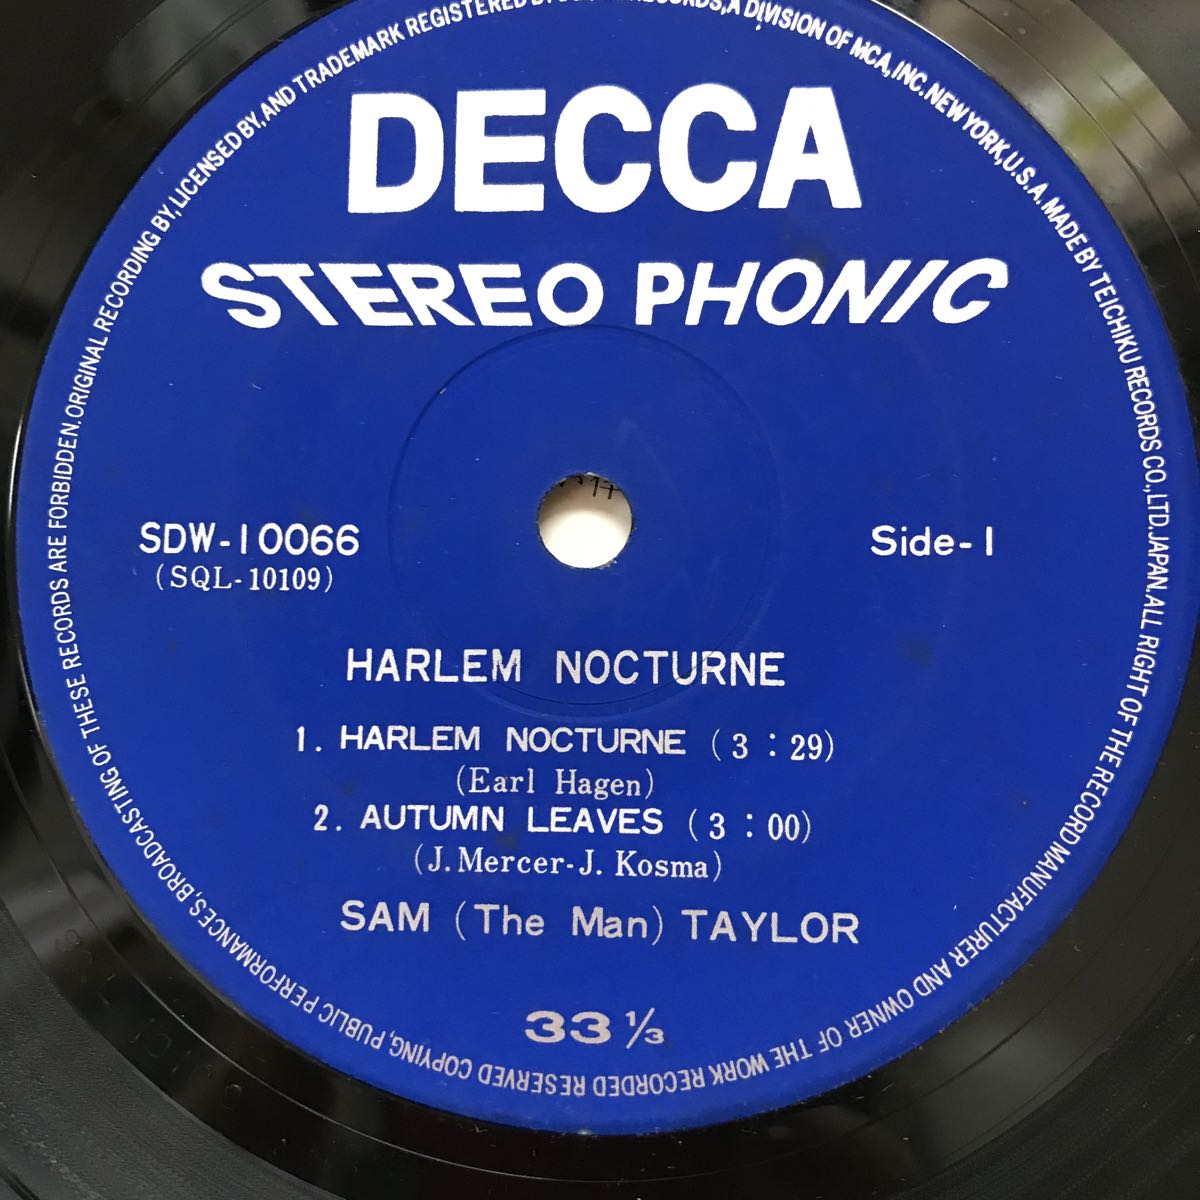 DECCA
STEREO PHONIC
SDW-10066
(SQL-10109)
Side-1
HARLEM NOCTURNE
1. HARLEM NOCTURNE (3:29)
(Earl Hagen)
2. AUTUMN LEAVES (3:00)
(J. Mercer-J. Kosma)
SAM (The Man) TAYLOR
33 1/3
ORIGINAL RECORDING BY, LICENSED BY, AND TRADEMARK REGISTERED BY RECORDS, A DIVISION OF MCA, INC. NEW YORK, U.S.A. MADE BY TEICHIKU RECORDS CO., LTD. JAPAN. ALL RIGHT OF THE RECORD MANUFACTURER AND OWNER OF THE WORK RECORDED RESERVED COPYING, PUBLIC PERFORMANCES, BROADCASTING OF THESE RECORDS ARE FORBIDDEN.